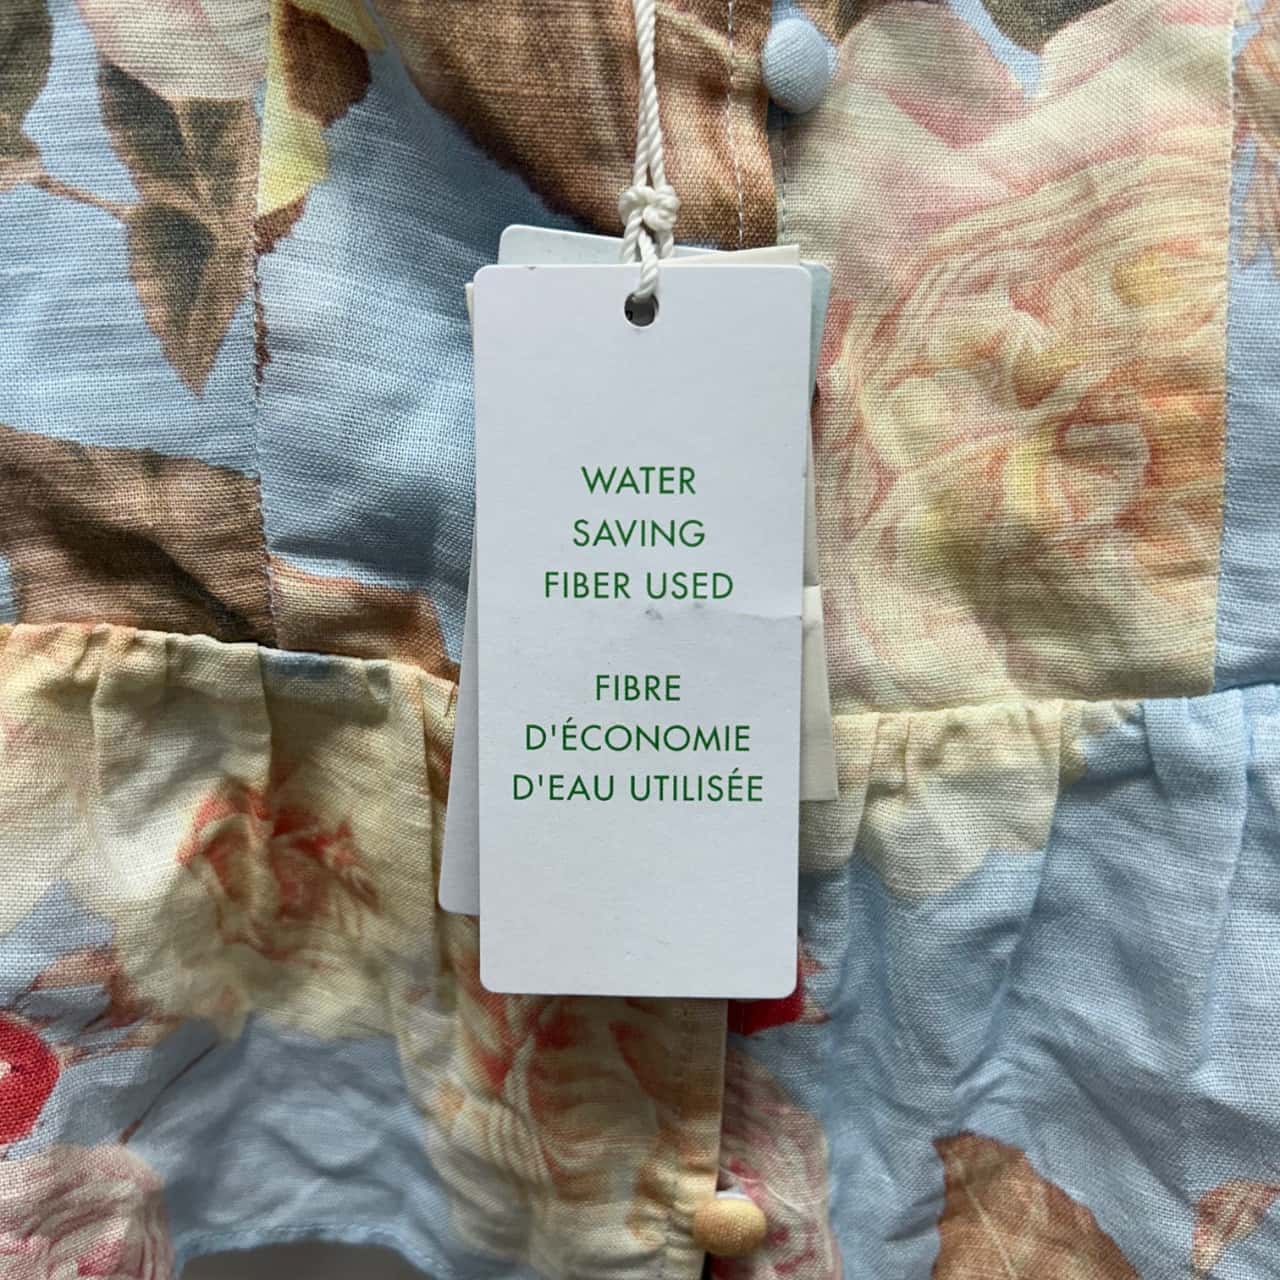 WATER
SAVING
FIBER USED
FIBRE
D'ÉCONOMIE
D'EAU UTILISÉE